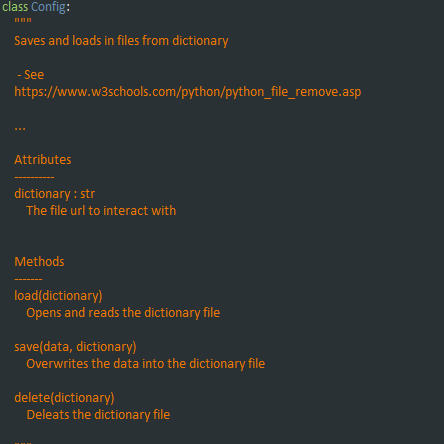 class Config:
"""
Saves and loads in files from dictionary
- See
https://www.w3schools.com/python/python_file_remove.asp
...
Attributes
----------
dictionary : str
The file url to interact with
Methods
-------
load(dictionary)
Opens and reads the dictionary file
save(data, dictionary)
Overwrites the data into the dictionary file
delete(dictionary)
Deleats the dictionary file
"""